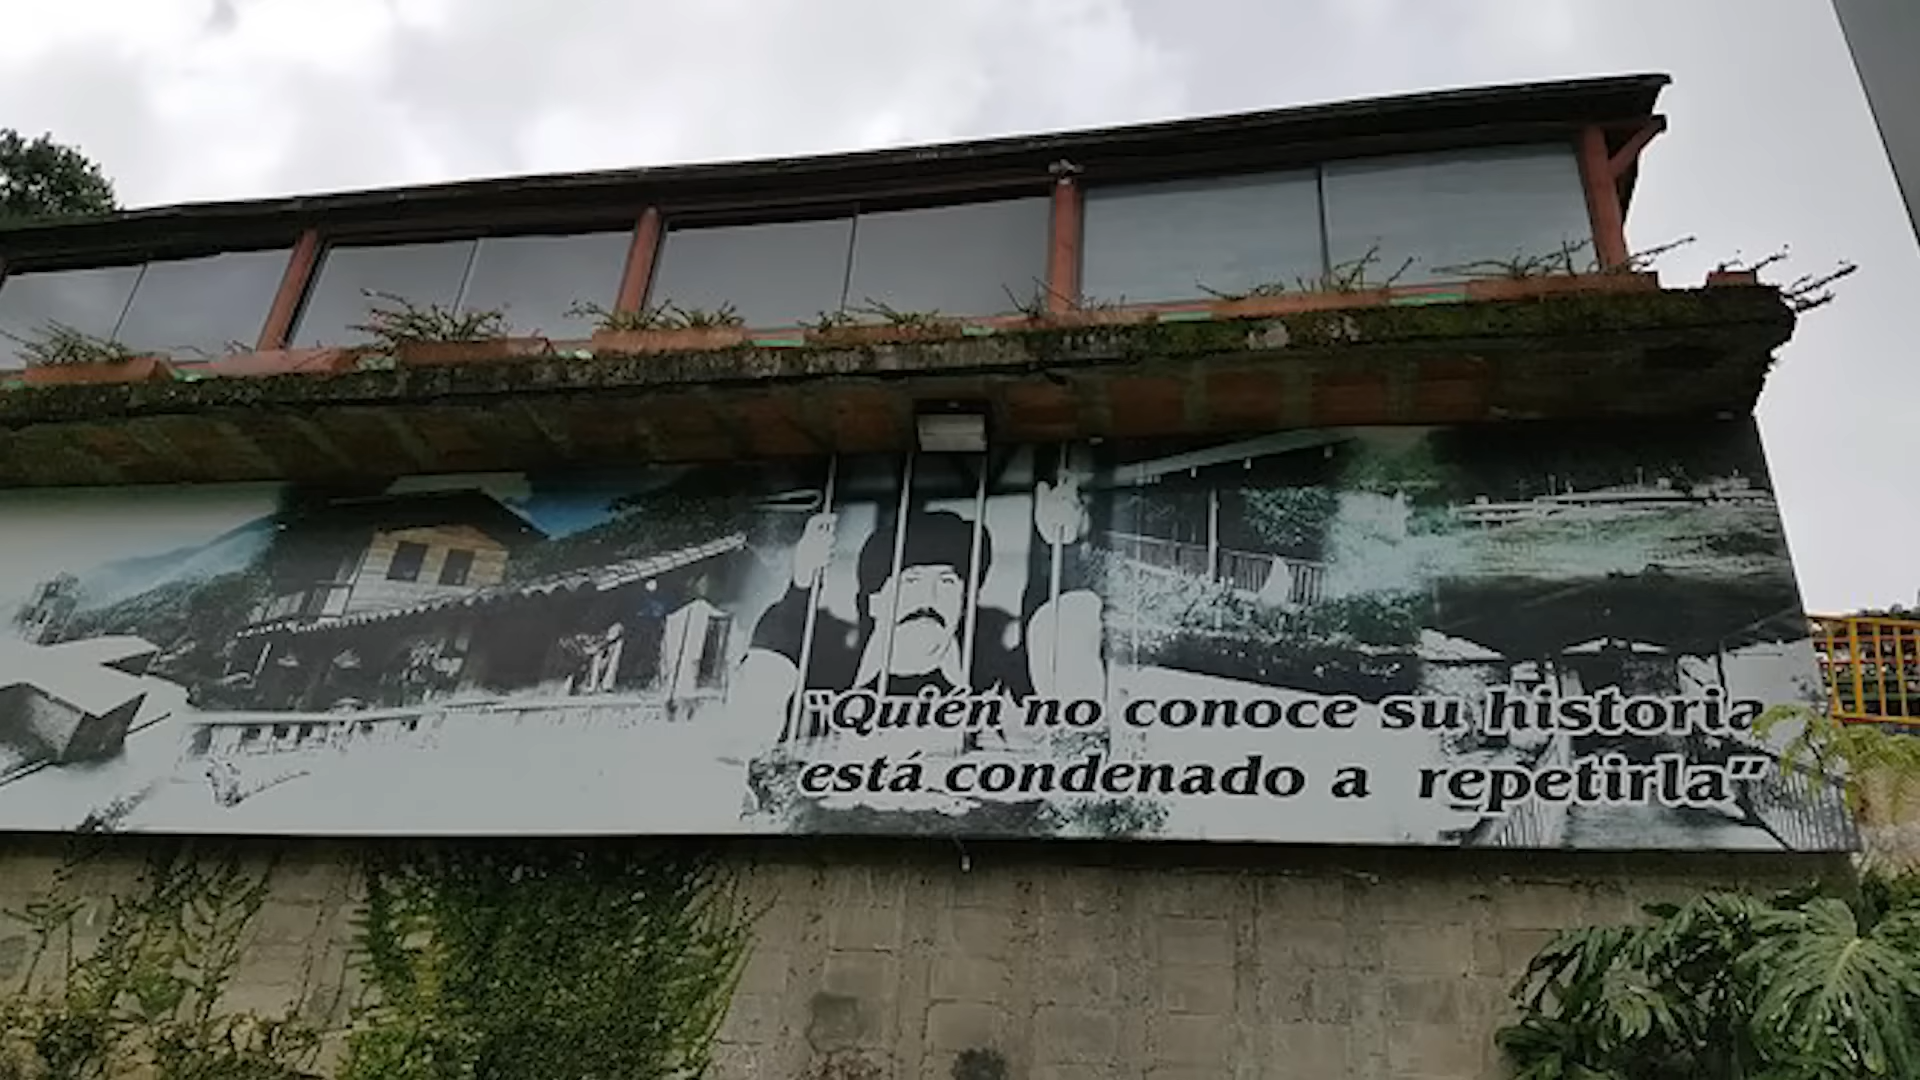 "Quién no conoce su historia
está condenado a repetirla"